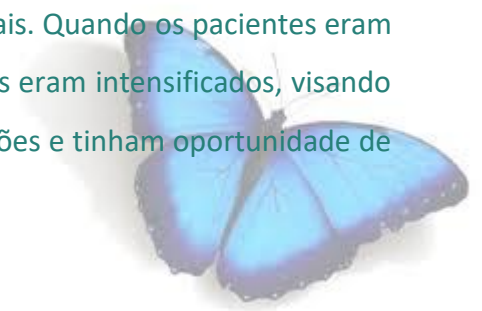 ais. Quando os pacientes eram
s eram intensificados, visando
ões e tinham oportunidade de